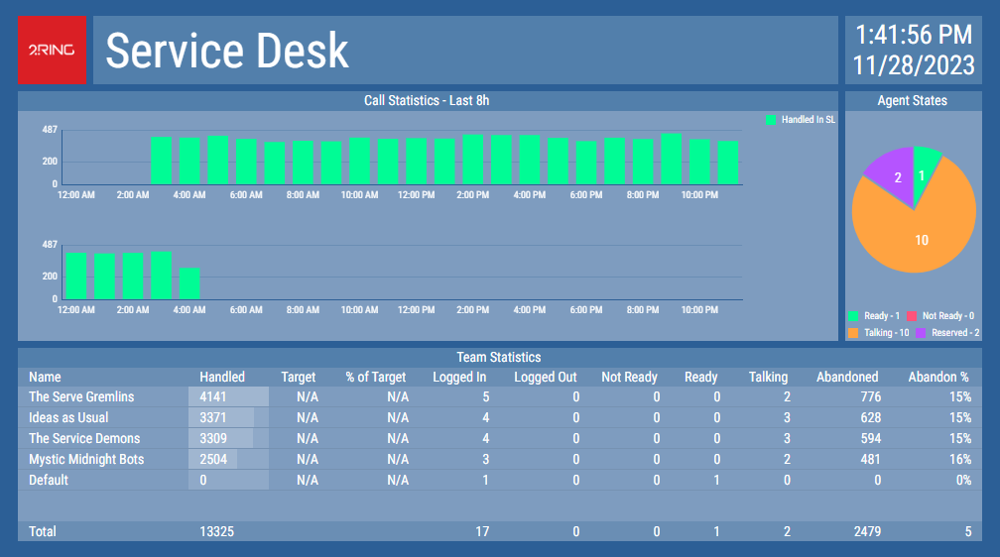 2RING
Service Desk
1:41:56 PM
11/28/2023
Call Statistics - Last 8h
Handled In SL
487
200
0
12:00 AM 2:00 AM 4:00 AM 6:00 AM 8:00 AM 10:00 AM 12:00 PM 2:00 PM 4:00 PM 6:00 PM 8:00 PM 10:00 PM
487
200
0
12:00 AM 2:00 AM 4:00 AM 6:00 AM 8:00 AM 10:00 AM 12:00 PM 2:00 PM 4:00 PM 6:00 PM 8:00 PM 10:00 PM
Agent States
2 1
10
Ready - 1 Not Ready - 0
Talking - 10 Reserved - 2
Team Statistics
Name Handled Target % of Target Logged In Logged Out Not Ready Ready Talking Abandoned Abandon %
The Serve Gremlins 4141 N/A N/A 5 0 0 0 2 776 15%
Ideas as Usual 3371 N/A N/A 4 0 0 0 3 628 15%
The Service Demons 3309 N/A N/A 4 0 0 0 3 594 15%
Mystic Midnight Bots 2504 N/A N/A 3 0 0 0 2 481 16%
Default 0 N/A N/A 1 0 0 1 0 0 0%
Total 13325 17 0 0 1 2 2479 5